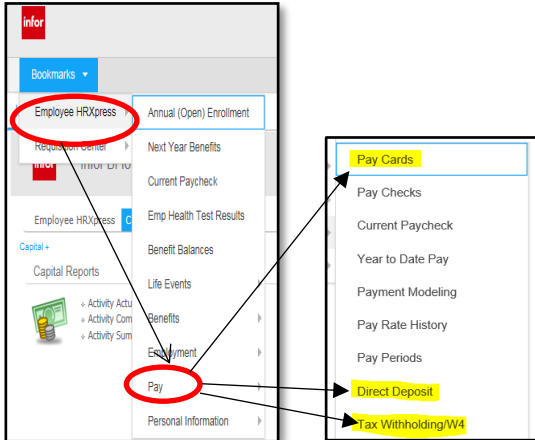 infor
Bookmarks
Employee HRXpress
Requisition Center
infor
Employee HRXpress
Capital +
Capital Reports
+ Activity Actu
+ Activity Com
+ Activity Sum
Annual (Open) Enrollment
Next Year Benefits
Current Paycheck
Emp Health Test Results
Benefit Balances
Life Events
Benefits
Employment
Pay
Personal Information
Pay Cards
Pay Checks
Current Paycheck
Year to Date Pay
Payment Modeling
Pay Rate History
Pay Periods
Direct Deposit
Tax Withholding/W4